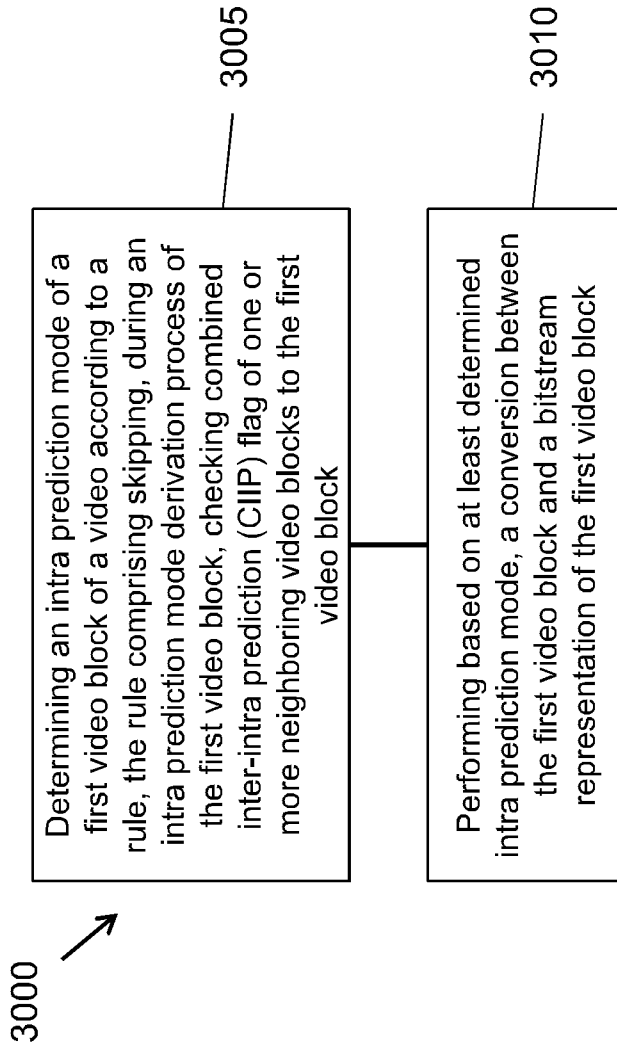 3000
Determining an intra prediction mode of a
first video block of a video according to a
rule, the rule comprising skipping, during an
intra prediction mode derivation process of
the first video block, checking combined
inter-intra prediction (CIIP) flag of one or
more neighboring video blocks to the first
video block
3005
Performing based on at least determined
intra prediction mode, a conversion between
the first video block and a bitstream
representation of the first video block
3010